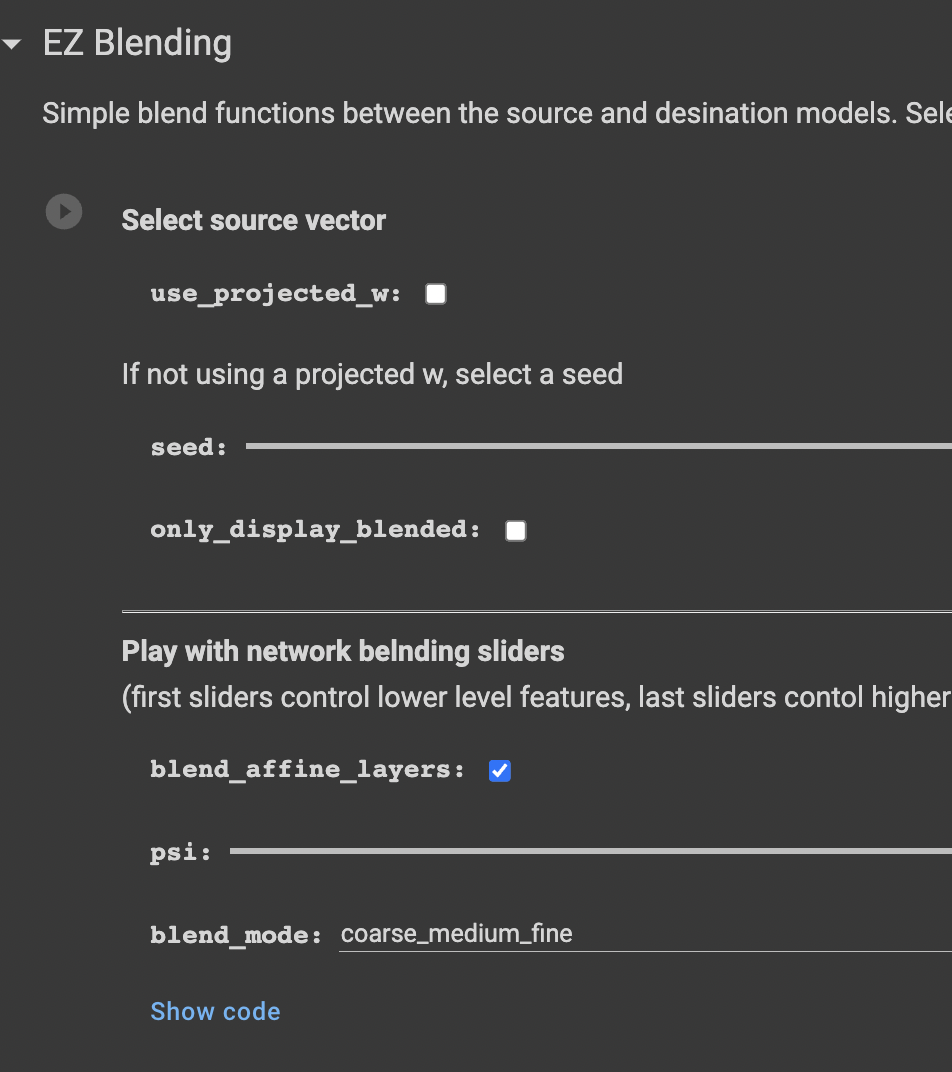 EZ Blending
Simple blend functions between the source and desination models. Sele
Select source vector
use_projected_w:
If not using a projected w, select a seed
seed:
only_display_blended:
Play with network belnding sliders
(first sliders control lower level features, last sliders contol higher
blend_affine_layers:
psi:
blend_mode: coarse_medium_fine
Show code